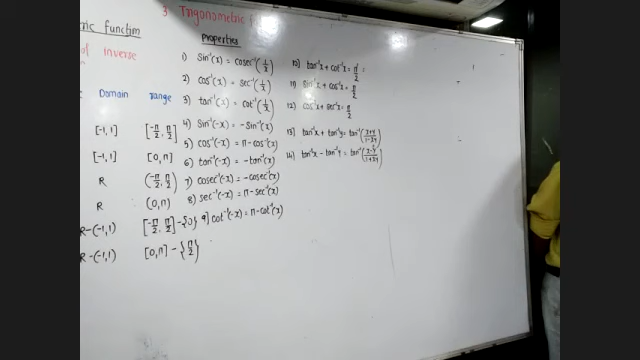 3 Trigonometric f
ric function
of inverse
Domain range
[-1, 1] [-π/2, π/2]
[-1, 1] [0, π]
R (-π/2, π/2)
R (0, π)
R-(-1, 1) [-π/2, π/2] - {0}
R-(-1, 1) [0, π] - {π/2}
Properties
1) sin⁻¹(x) = cosec⁻¹(1/x)
2) cos⁻¹(x) = sec⁻¹(1/x)
3) tan⁻¹(x) = cot⁻¹(1/x)
4) sin⁻¹(-x) = -sin⁻¹(x)
5) cos⁻¹(-x) = π-cos⁻¹(x)
6) tan⁻¹(-x) = -tan⁻¹(x)
7) cosec⁻¹(-x) = -cosec⁻¹(x)
8) sec⁻¹(-x) = π-sec⁻¹(x)
9] cot⁻¹(-x) = π-cot⁻¹(x)
10) tan⁻¹x + cot⁻¹x = π/2 =
11) sin⁻¹x + cos⁻¹x = π/2
12) cos⁻¹x + sec⁻¹x = π/2
13) tan⁻¹x + tan⁻¹y = tan⁻¹(x+y/1-xy)
14) tan⁻¹x - tan⁻¹y = tan⁻¹(x-y/1+xy)